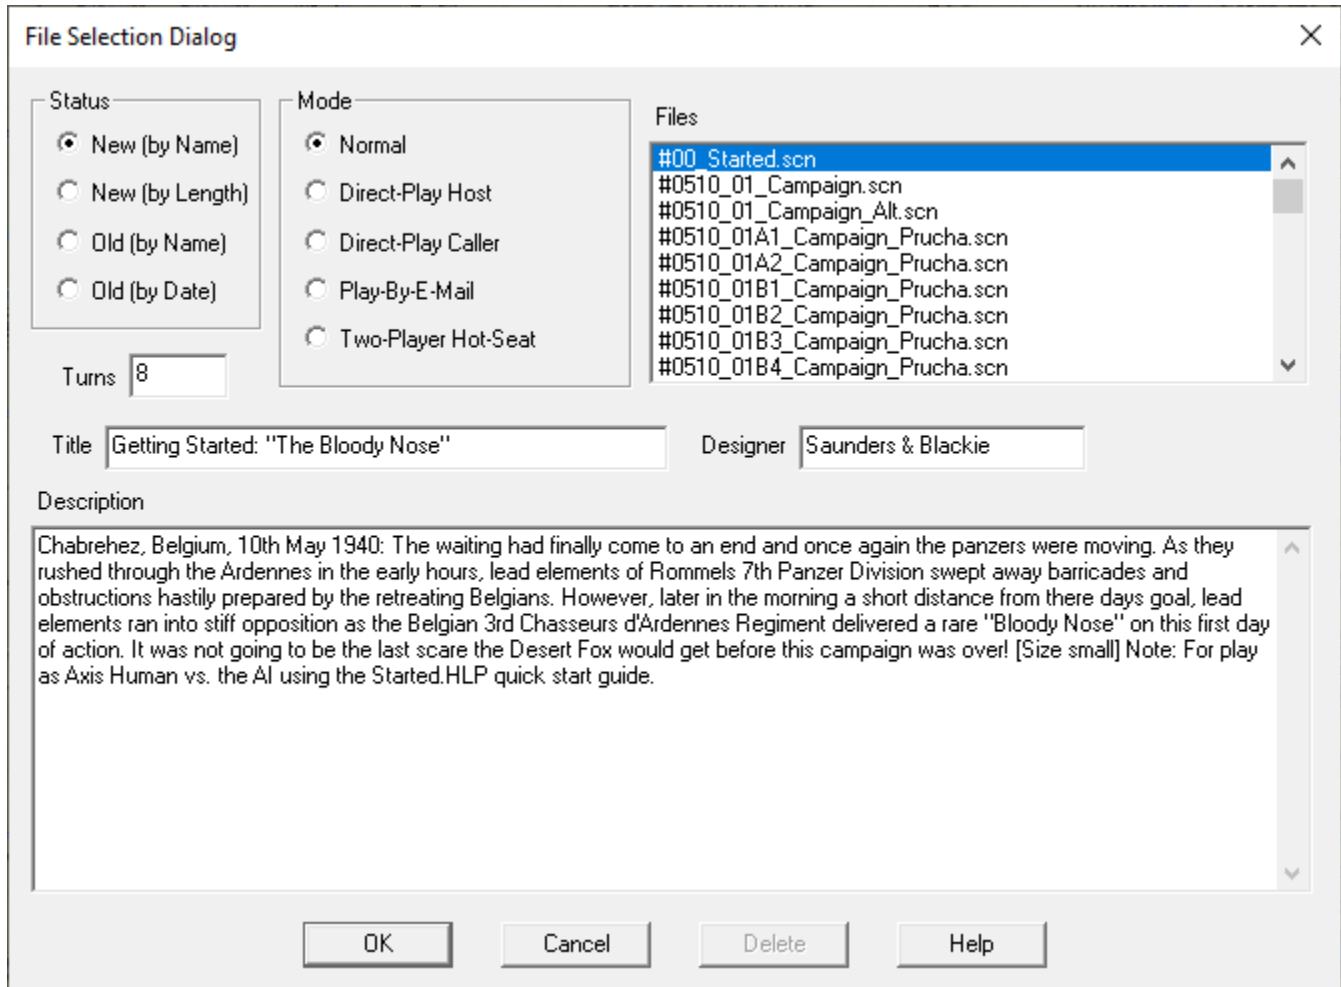 File Selection Dialog
Status
New (by Name)
New (by Length)
Old (by Name)
Old (by Date)
Turns 8
Mode
Normal
Direct-Play Host
Direct-Play Caller
Play-By-E-Mail
Two-Player Hot-Seat
Files
#00_Started.scn
#0510_01_Campaign.scn
#0510_01_Campaign_Alt.scn
#0510_01A1_Campaign_Prucha.scn
#0510_01A2_Campaign_Prucha.scn
#0510_01B1_Campaign_Prucha.scn
#0510_01B2_Campaign_Prucha.scn
#0510_01B3_Campaign_Prucha.scn
#0510_01B4_Campaign_Prucha.scn
Title Getting Started: "The Bloody Nose"
Designer Saunders & Blackie
Description
Chabrehez, Belgium, 10th May 1940: The waiting had finally come to an end and once again the panzers were moving. As they
rushed through the Ardennes in the early hours, lead elements of Rommels 7th Panzer Division swept away barricades and
obstructions hastily prepared by the retreating Belgians. However, later in the morning a short distance from there days goal, lead
elements ran into stiff opposition as the Belgian 3rd Chasseurs d'Ardennes Regiment delivered a rare "Bloody Nose" on this first day
of action. It was not going to be the last scare the Desert Fox would get before this campaign was over! [Size small] Note: For play
as Axis Human vs. the AI using the Started.HLP quick start guide.
OK
Cancel
Delete
Help